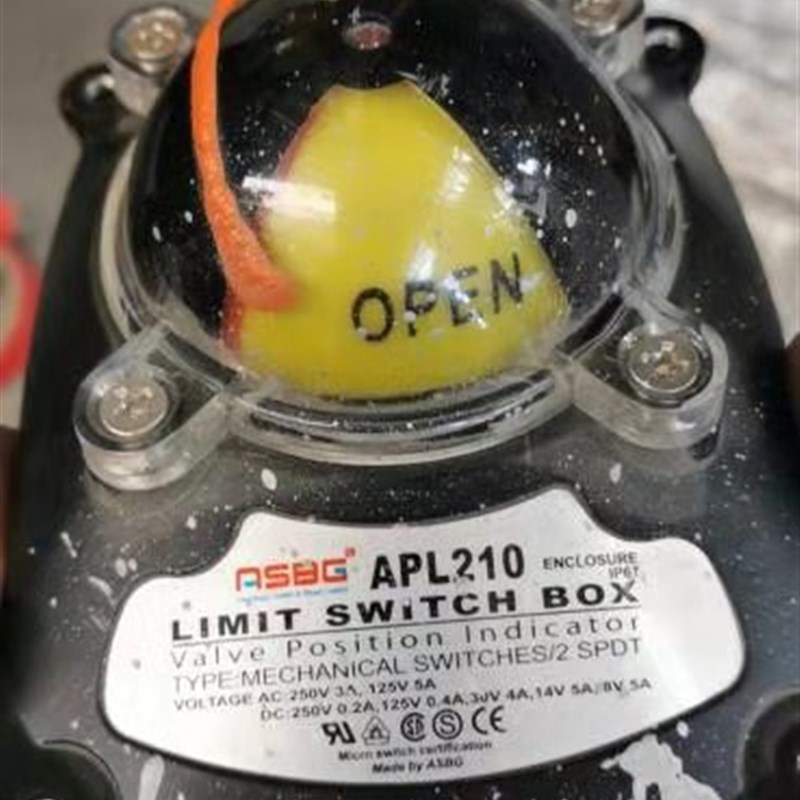 OPEN
ASBG APL210 ENCLOSURE
IP67
LIMIT SWITCH BOX
Valve Position Indicator
TYPE:MECHANICAL SWITCHES/2 SPDT
VOLTAGE AC:250V 3A, 125V 5A
DC:250V 0.2A,125V 0.4A,30V 4A,14V 5A,8V 5A
Micro switch certification
Made by ASBG